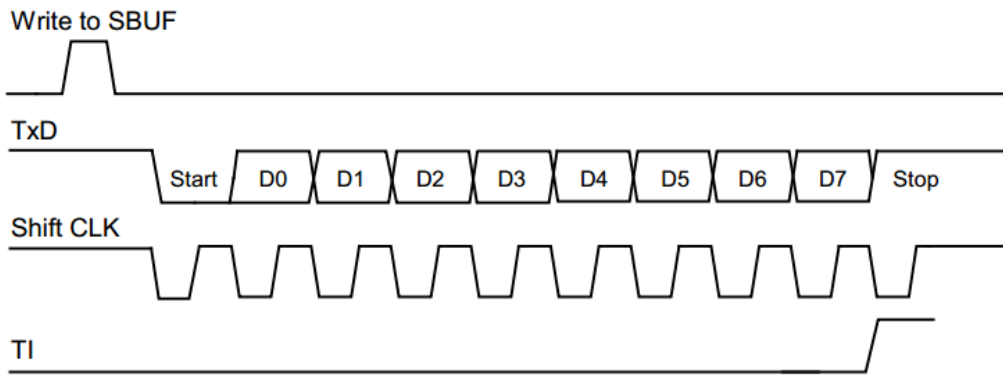 Write to SBUF
TxD
Start D0 D1 D2 D3 D4 D5 D6 D7 Stop
Shift CLK
TI